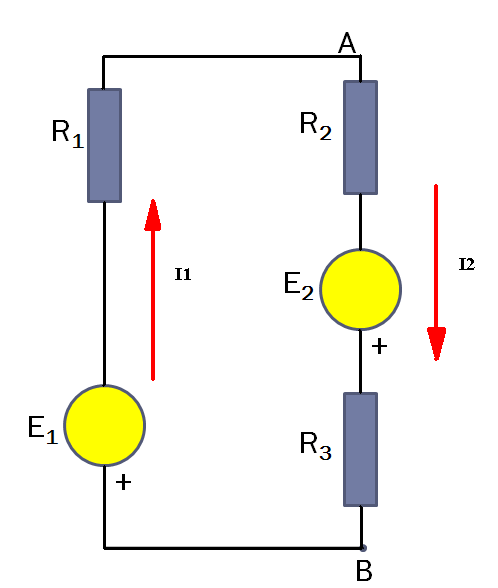 A
R₁
R₂
I1
I2
E₂
+
E₁
R₃
+
B